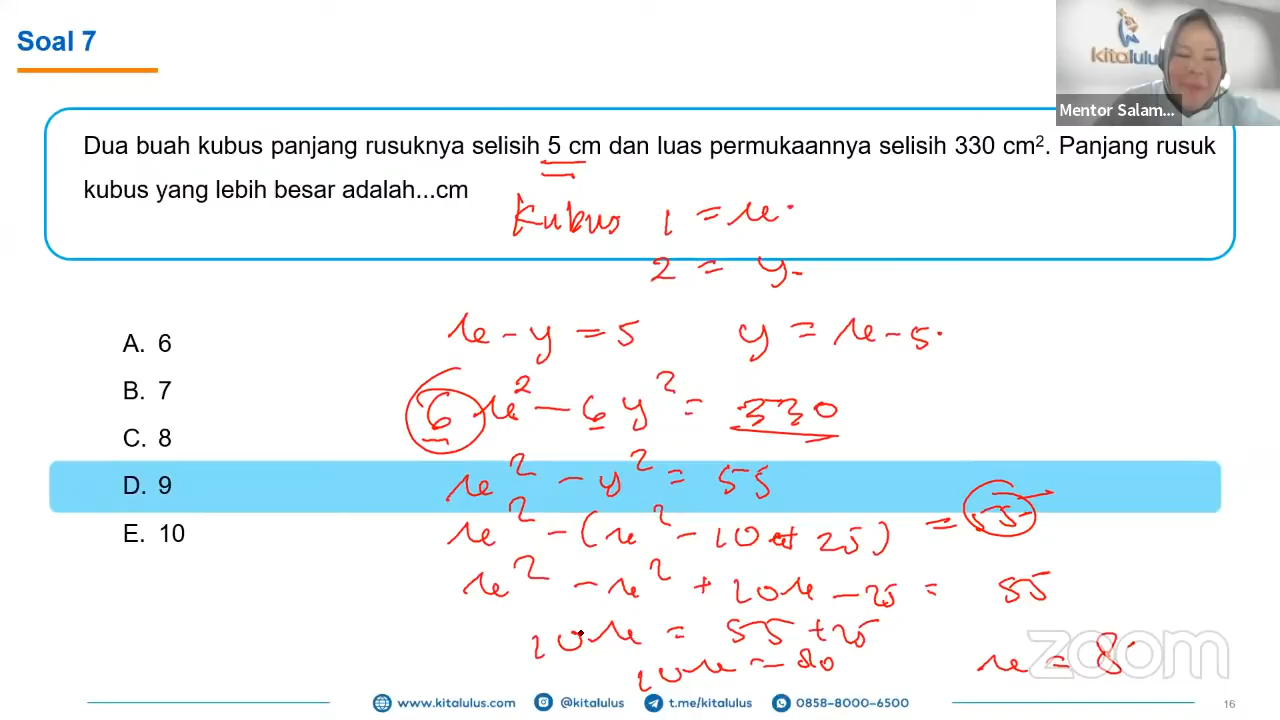 Soal 7
kitalulus
Mentor Salam...
Dua buah kubus panjang rusuknya selisih 5 cm dan luas permukaannya selisih 330 cm². Panjang rusuk
kubus yang lebih besar adalah...cm
Kubus 1 = x
2 = y
x - y = 5 y = x - 5
A. 6
B. 7
C. 8
D. 9
E. 10
6x² - 6y² = 330
x² - y² = 55
x² - (x² - 10x + 25) = 55
x² - x² + 10x - 25 = 55
10x = 55 + 25
10x = 80 x = 8
zoom
www.kitalulus.com @kitalulus t.me/kitalulus 0858-8000-6500
16